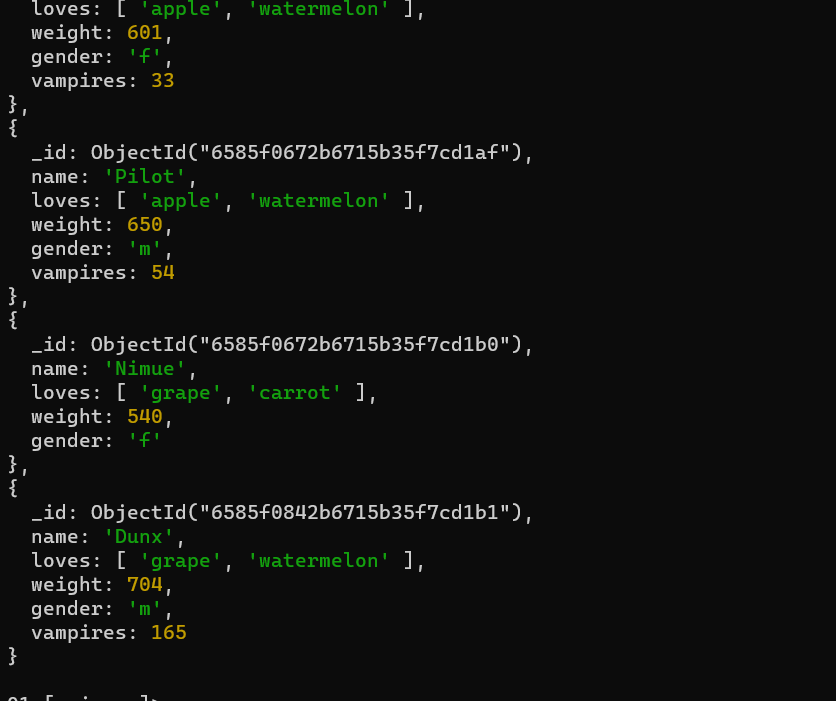 loves: [ 'apple', 'watermelon' ],
weight: 601,
gender: 'f',
vampires: 33
},
{
_id: ObjectId("6585f0672b6715b35f7cd1af"),
name: 'Pilot',
loves: [ 'apple', 'watermelon' ],
weight: 650,
gender: 'm',
vampires: 54
},
{
_id: ObjectId("6585f0672b6715b35f7cd1b0"),
name: 'Nimue',
loves: [ 'grape', 'carrot' ],
weight: 540,
gender: 'f'
},
{
_id: ObjectId("6585f0842b6715b35f7cd1b1"),
name: 'Dunx',
loves: [ 'grape', 'watermelon' ],
weight: 704,
gender: 'm',
vampires: 165
}